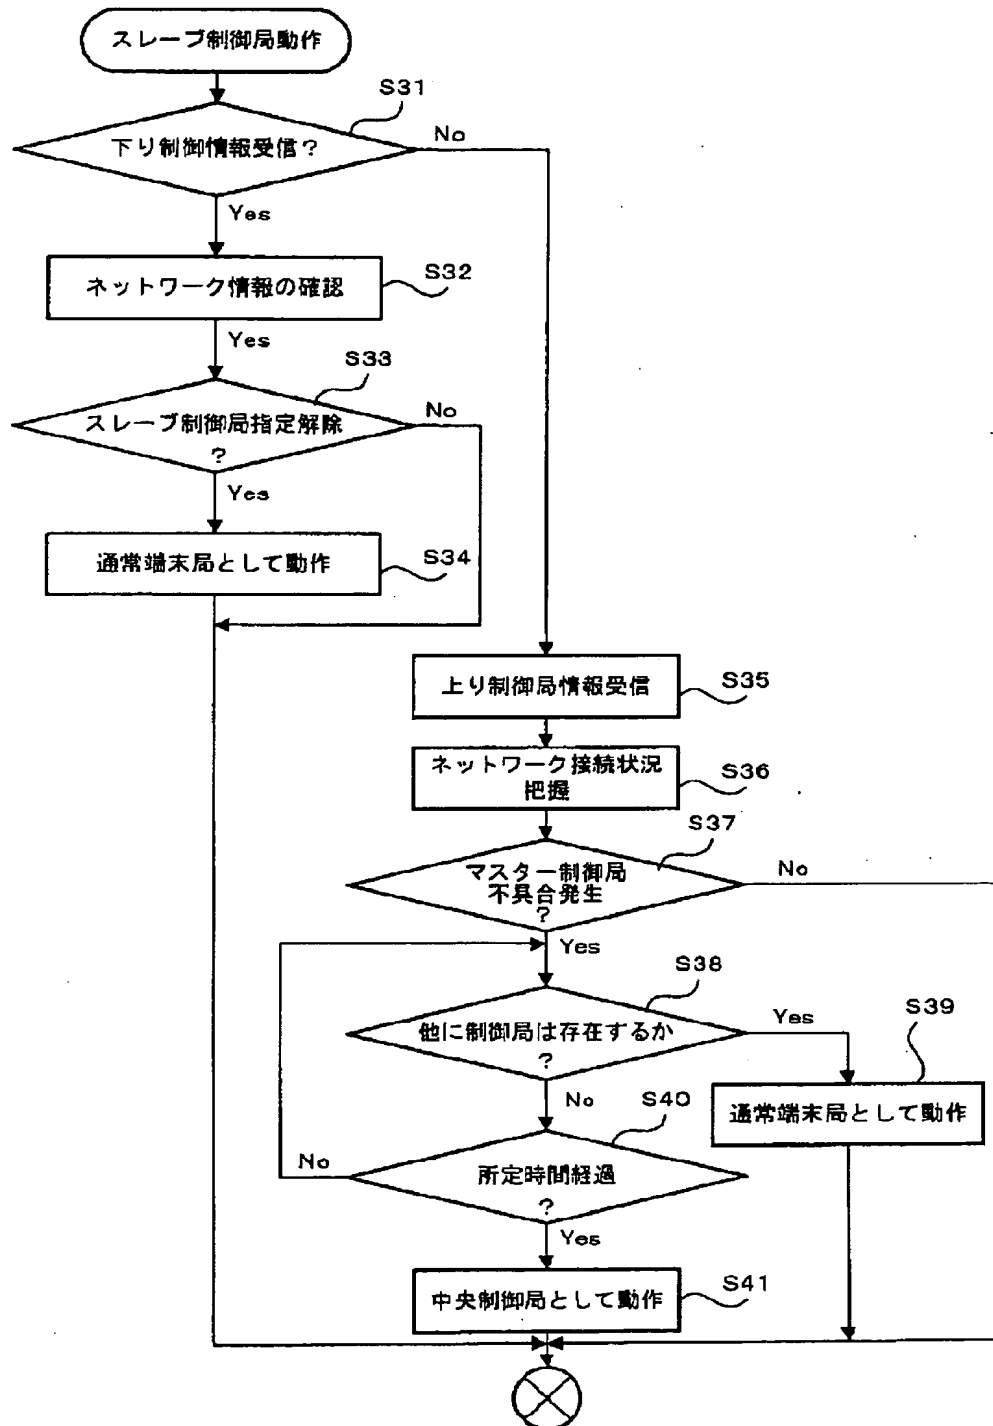 スレーブ制御局動作
S31
下り制御情報受信？
No
Yes
ネットワーク情報の確認
S32
Yes
S33
スレーブ制御局指定解除
？
No
Yes
通常端末局として動作
S34
上り制御局情報受信
S35
ネットワーク接続状況
把握
S36
S37
マスター制御局
不具合発生
？
No
Yes
S38
他に制御局は存在するか
？
Yes
S39
通常端末局として動作
No
S40
所定時間経過
？
No
Yes
中央制御局として動作
S41